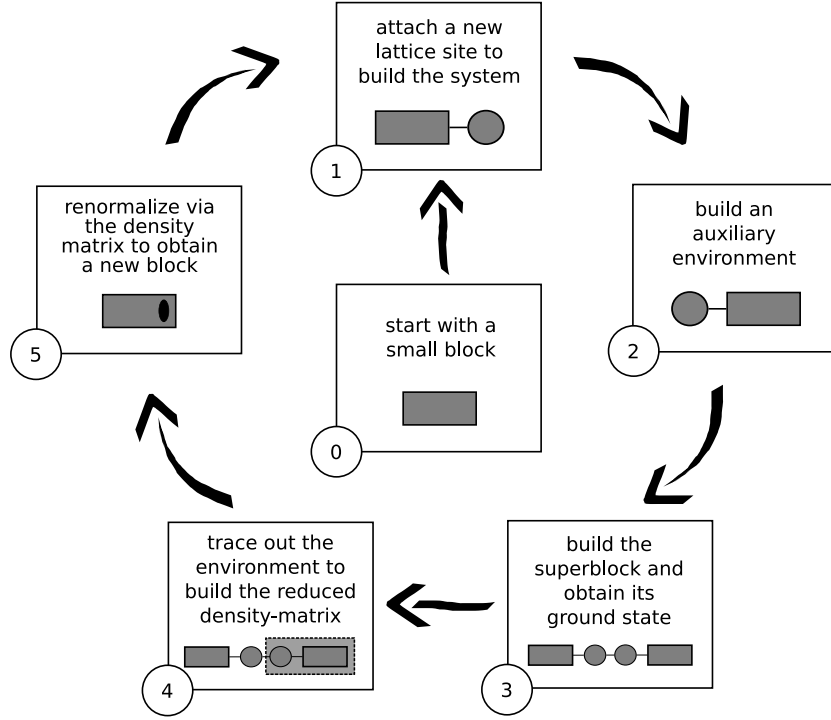 attach a new
lattice site to
build the system
1
build an
auxiliary
environment
2
build the
superblock and
obtain its
ground state
3
trace out the
environment to
build the reduced
density-matrix
4
renormalize via
the density
matrix to obtain
a new block
5
start with a
small block
0